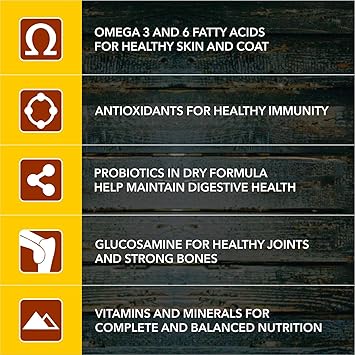 OMEGA 3 AND 6 FATTY ACIDS
FOR HEALTHY SKIN AND COAT
ANTIOXIDANTS FOR HEALTHY IMMUNITY
PROBIOTICS IN DRY FORMULA
HELP MAINTAIN DIGESTIVE HEALTH
GLUCOSAMINE FOR HEALTHY JOINTS
AND STRONG BONES
VITAMINS AND MINERALS FOR
COMPLETE AND BALANCED NUTRITION